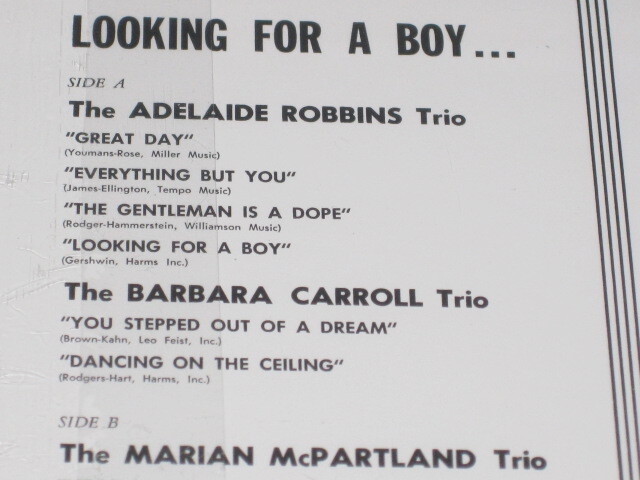 LOOKING FOR A BOY...
SIDE A
The ADELAIDE ROBBINS Trio
"GREAT DAY"
(Youmans-Rose, Miller Music)
"EVERYTHING BUT YOU"
(James-Ellington, Tempo Music)
"THE GENTLEMAN IS A DOPE"
(Rodger-Hammerstein, Williamson Music)
"LOOKING FOR A BOY"
(Gershwin, Harms Inc.)
The BARBARA CARROLL Trio
"YOU STEPPED OUT OF A DREAM"
(Brown-Kahn, Leo Feist, Inc.)
"DANCING ON THE CEILING"
(Rodgers-Hart, Harms, Inc.)
SIDE B
The MARIAN McPARTLAND Trio